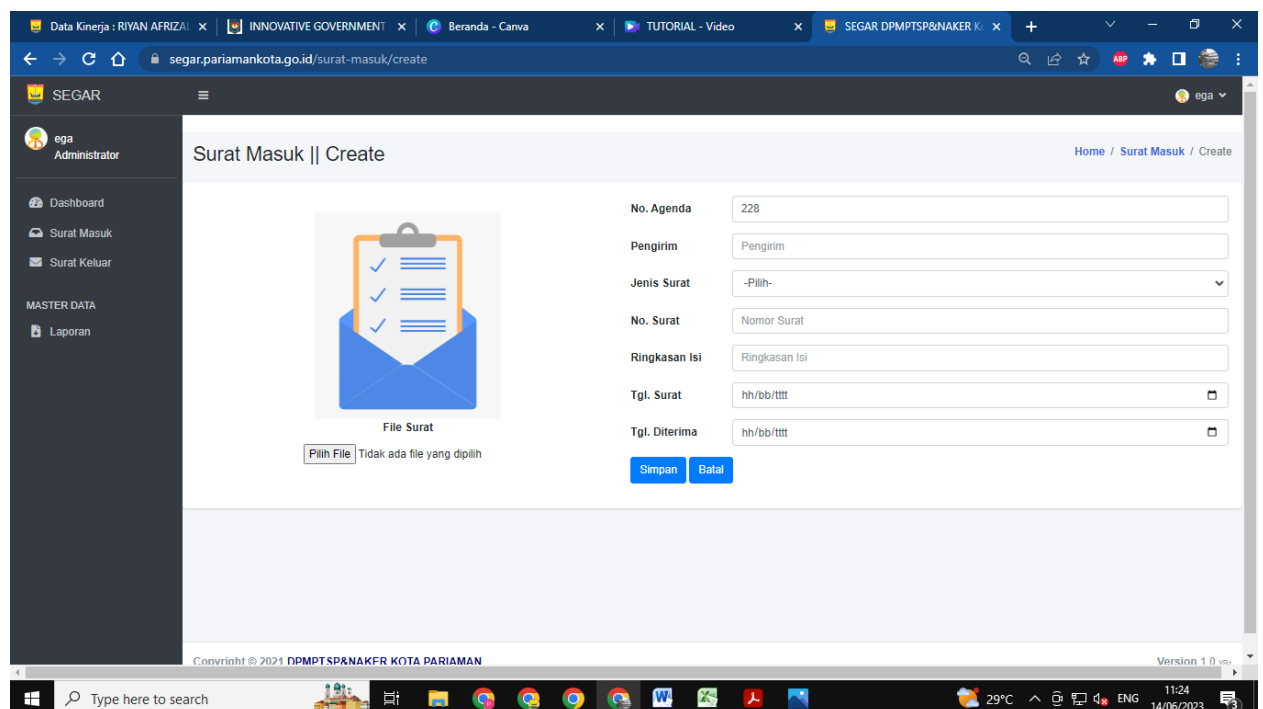 Data Kinerja : RIYAN AFRIZAL
INNOVATIVE GOVERNMENT
Beranda - Canva
TUTORIAL - Video
SEGAR DPMPTSP&NAKER Ko
segar.pariamankota.go.id/surat-masuk/create
ABP
SEGAR
ega
ega
Administrator
Surat Masuk || Create
Home / Surat Masuk / Create
Dashboard
Surat Masuk
Surat Keluar
MASTER DATA
Laporan
File Surat
Pilih File Tidak ada file yang dipilih
No. Agenda 228
Pengirim Pengirim
Jenis Surat -Pilih-
No. Surat Nomor Surat
Ringkasan Isi Ringkasan Isi
Tgl. Surat hh/bb/tttt
Tgl. Diterima hh/bb/tttt
Simpan Batal
Copyright © 2021 DPMPTSP&NAKER KOTA PARIAMAN
Version 1.0
Type here to search
29°C
ENG
11:24
14/06/2023
3